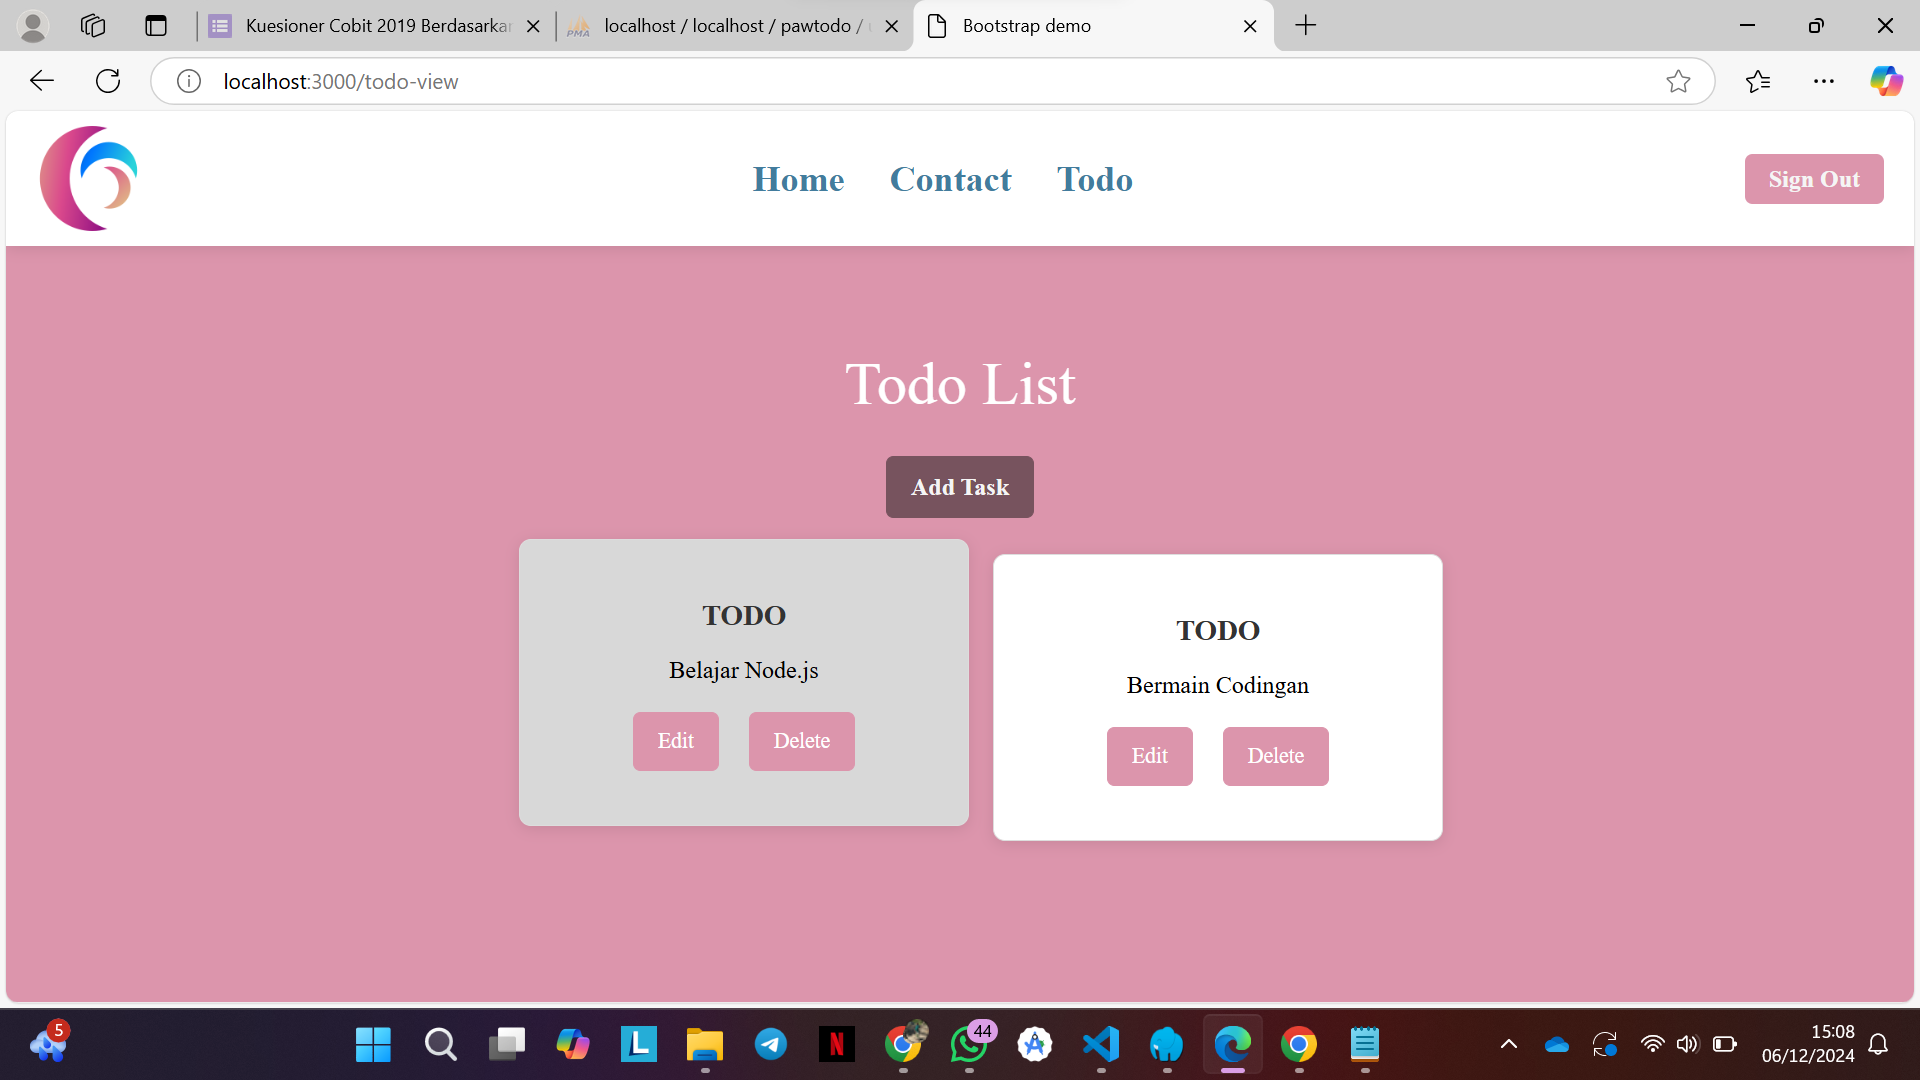 Kuesioner Cobit 2019 Berdasarkan
localhost / localhost / pawtodo /
Bootstrap demo
localhost:3000/todo-view
Home
Contact
Todo
Sign Out
Todo List
Add Task
TODO
Belajar Node.js
Edit
Delete
TODO
Bermain Codingan
Edit
Delete
5
L
N
44
15:08
06/12/2024
PMA